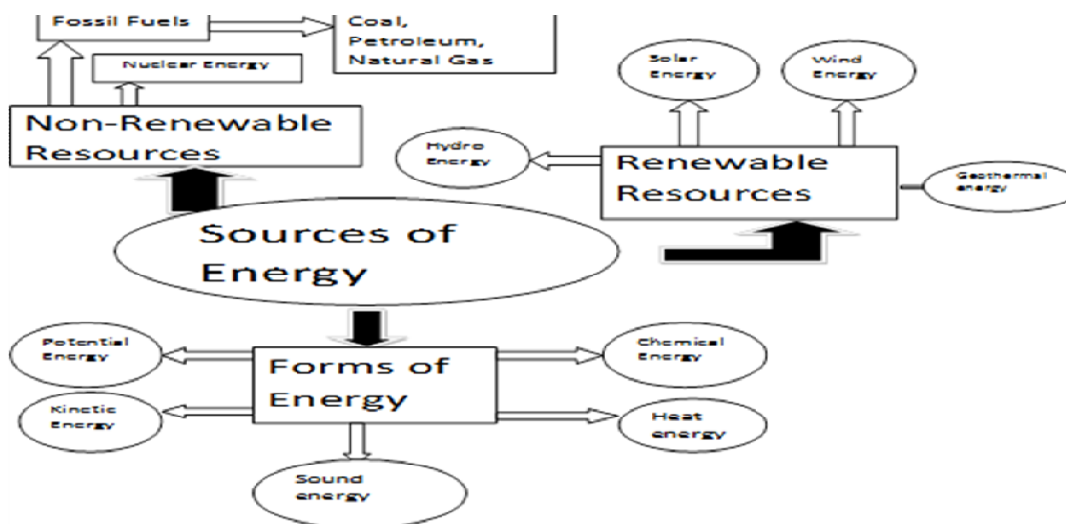 Fossil Fuels
Coal,
Petroleum,
Natural Gas
Nuclear Energy
Non-Renewable
Resources
Solar
Energy
Wind
Energy
Hydro
Energy
Renewable
Resources
Geothermal
energy
Sources of
Energy
Potential
Energy
Forms of
Energy
Chemical
Energy
Kinetic
Energy
Heat
energy
Sound
energy